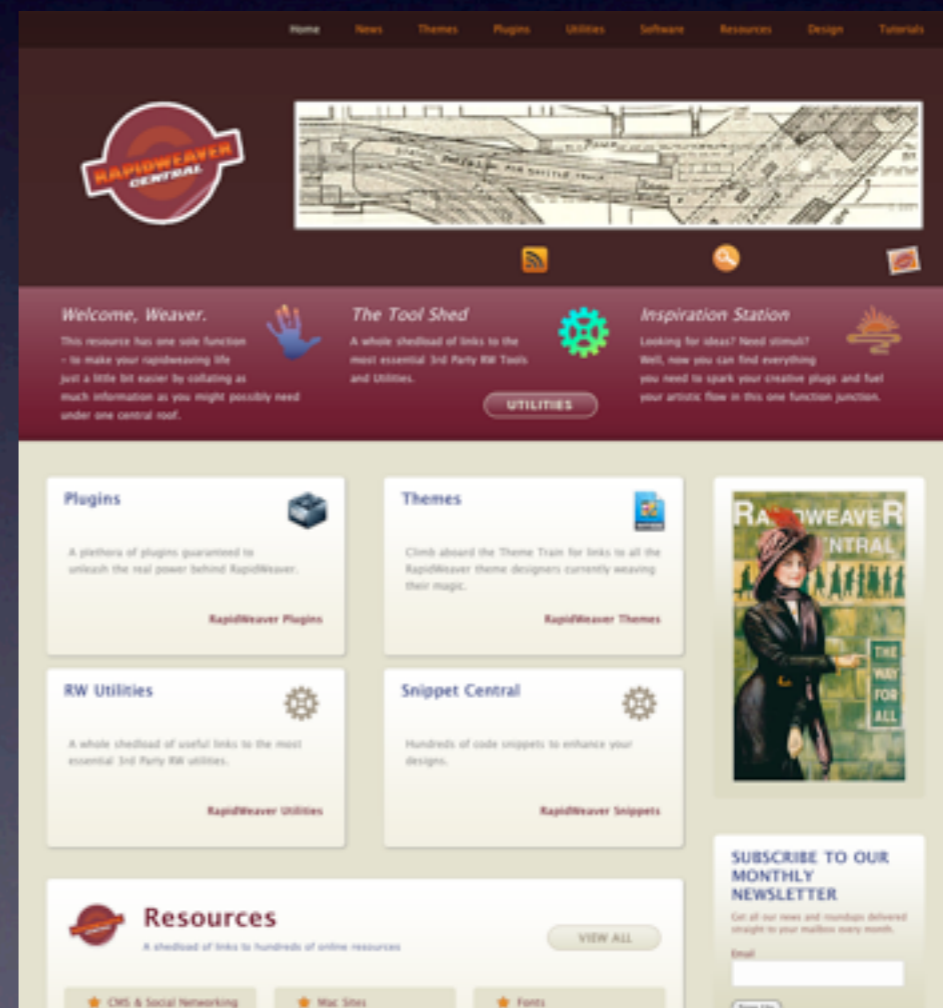 Home News Themes Plugins Utilities Software Resources Design Tutorials
RAPIDWEAVER
CENTRAL
Welcome, Weaver.
This resource has one sole function
– to make your rapidweaving life
just a little bit easier by collating as
much information as you might possibly need
under one central roof.
The Tool Shed
A whole shedload of links to the
most essential 3rd Party RW Tools
and Utilities.
UTILITIES
Inspiration Station
Looking for ideas? Need stimuli?
Well, now you can find everything
you need to spark your creative plugs and fuel
your artistic flow in this one function junction.
Plugins
A plethora of plugins guaranteed to
unleash the real power behind RapidWeaver.
RapidWeaver Plugins
Themes
Climb aboard the Theme Train for links to all the
RapidWeaver theme designers currently weaving
their magic.
RapidWeaver Themes
RW Utilities
A whole shedload of useful links to the most
essential 3rd Party RW utilities.
RapidWeaver Utilities
Snippet Central
Hundreds of code snippets to enhance your
designs.
RapidWeaver Snippets
THE
WAY
FOR
ALL
SUBSCRIBE TO OUR
MONTHLY
NEWSLETTER
Get all our news and roundups delivered
straight to your mailbox every month.
Email
Sign Up
Resources
A shedload of links to hundreds of online resources
VIEW ALL
CMS & Social Networking
Mac Sites
Fonts